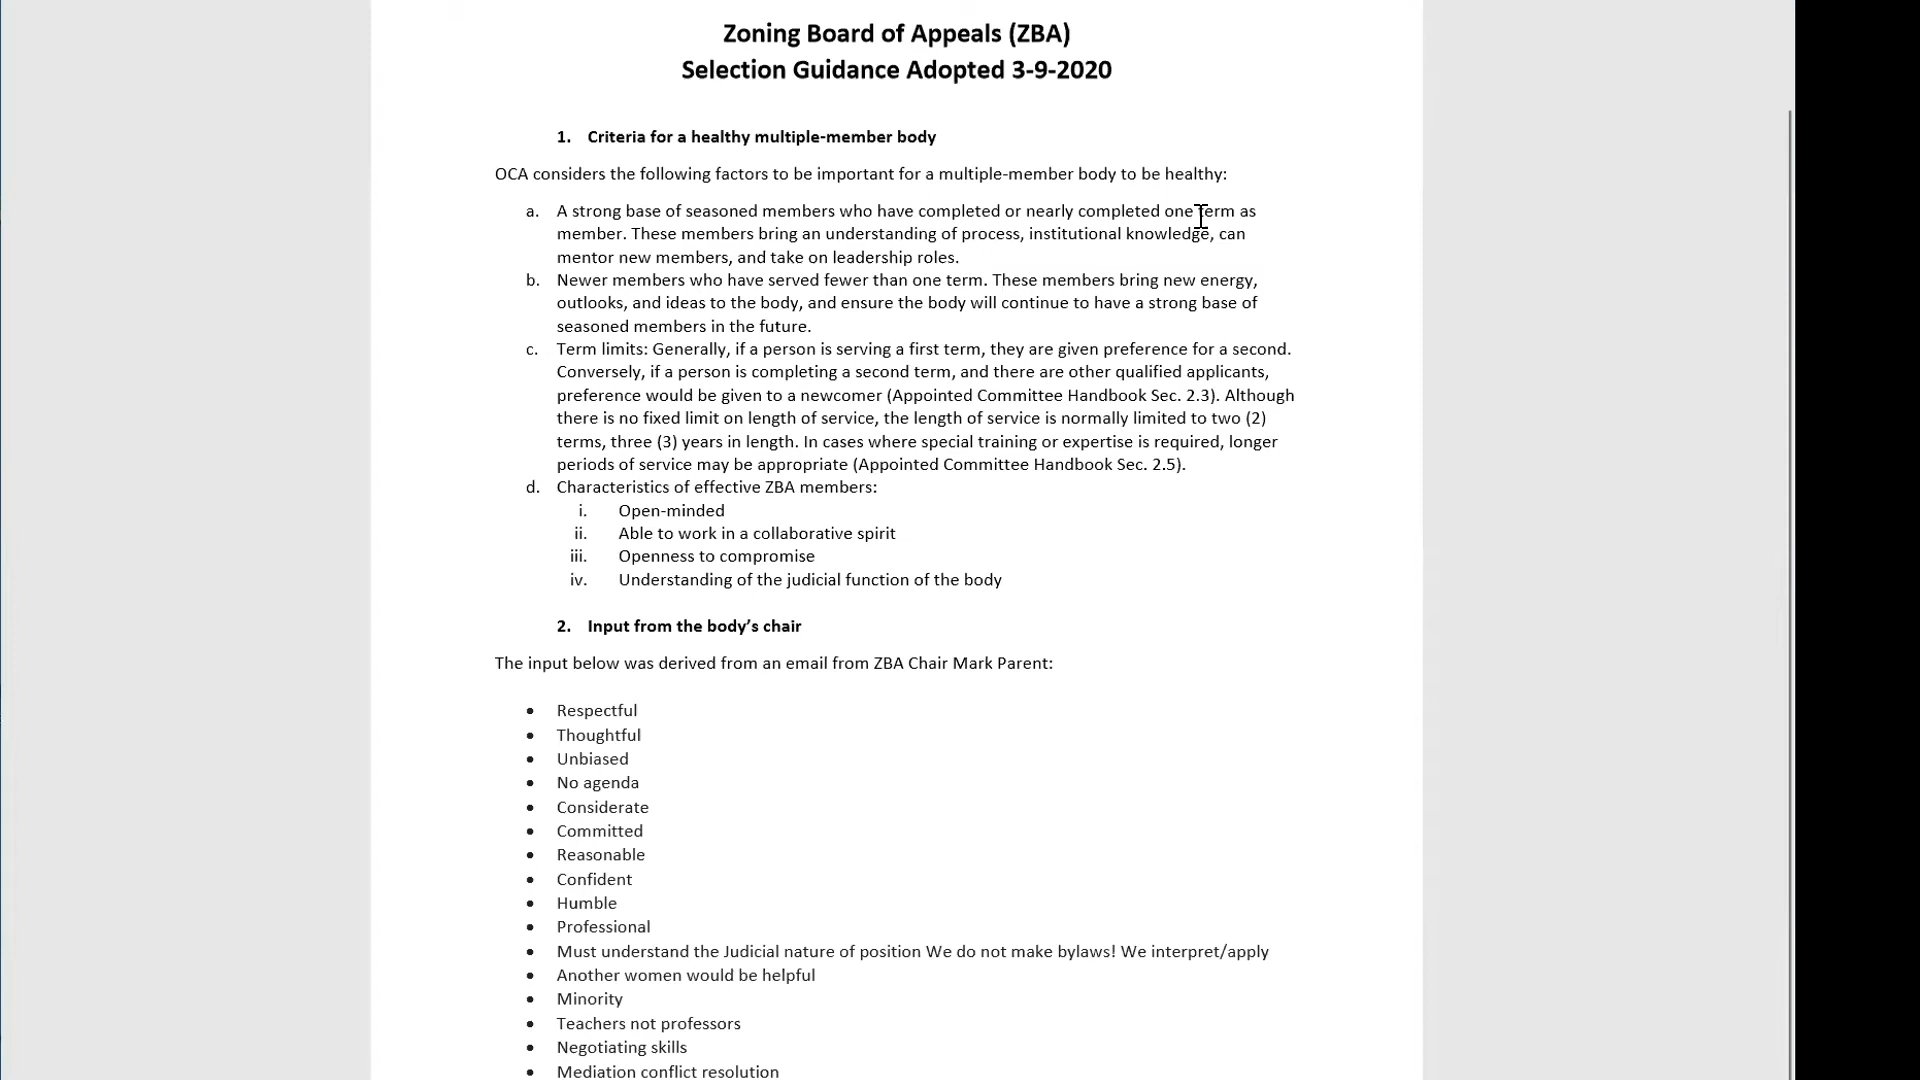 Zoning Board of Appeals (ZBA)
Selection Guidance Adopted 3-9-2020
1. Criteria for a healthy multiple-member body
OCA considers the following factors to be important for a multiple-member body to be healthy:
a. A strong base of seasoned members who have completed or nearly completed one term as
member. These members bring an understanding of process, institutional knowledge, can
mentor new members, and take on leadership roles.
b. Newer members who have served fewer than one term. These members bring new energy,
outlooks, and ideas to the body, and ensure the body will continue to have a strong base of
seasoned members in the future.
c. Term limits: Generally, if a person is serving a first term, they are given preference for a second.
Conversely, if a person is completing a second term, and there are other qualified applicants,
preference would be given to a newcomer (Appointed Committee Handbook Sec. 2.3). Although
there is no fixed limit on length of service, the length of service is normally limited to two (2)
terms, three (3) years in length. In cases where special training or expertise is required, longer
periods of service may be appropriate (Appointed Committee Handbook Sec. 2.5).
d. Characteristics of effective ZBA members:
i. Open-minded
ii. Able to work in a collaborative spirit
iii. Openness to compromise
iv. Understanding of the judicial function of the body
2. Input from the body’s chair
The input below was derived from an email from ZBA Chair Mark Parent:
• Respectful
• Thoughtful
• Unbiased
• No agenda
• Considerate
• Committed
• Reasonable
• Confident
• Humble
• Professional
• Must understand the Judicial nature of position We do not make bylaws! We interpret/apply
• Another women would be helpful
• Minority
• Teachers not professors
• Negotiating skills
• Mediation conflict resolution